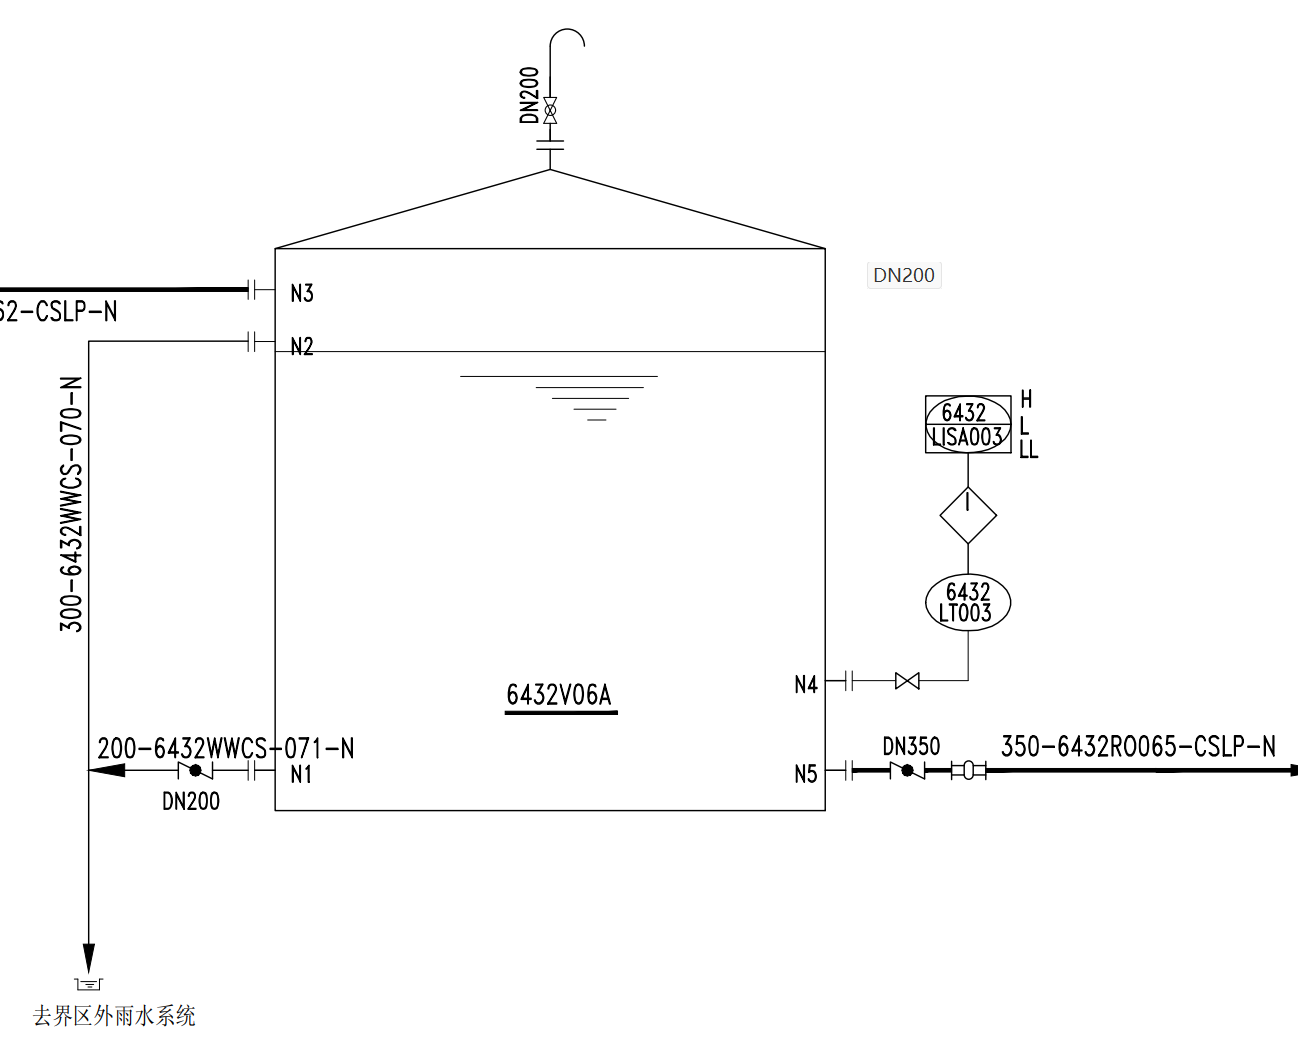 DN200
N3
62-CSLP-N
DN200
N2
300-6432WWCS-070-N
6432
LISA003
H
L
LL
6432
LT003
6432V06A
N4
200-6432WWCS-071-N
N1
DN200
DN350
350-6432RO065-CSLP-N
N5
去界区外雨水系统